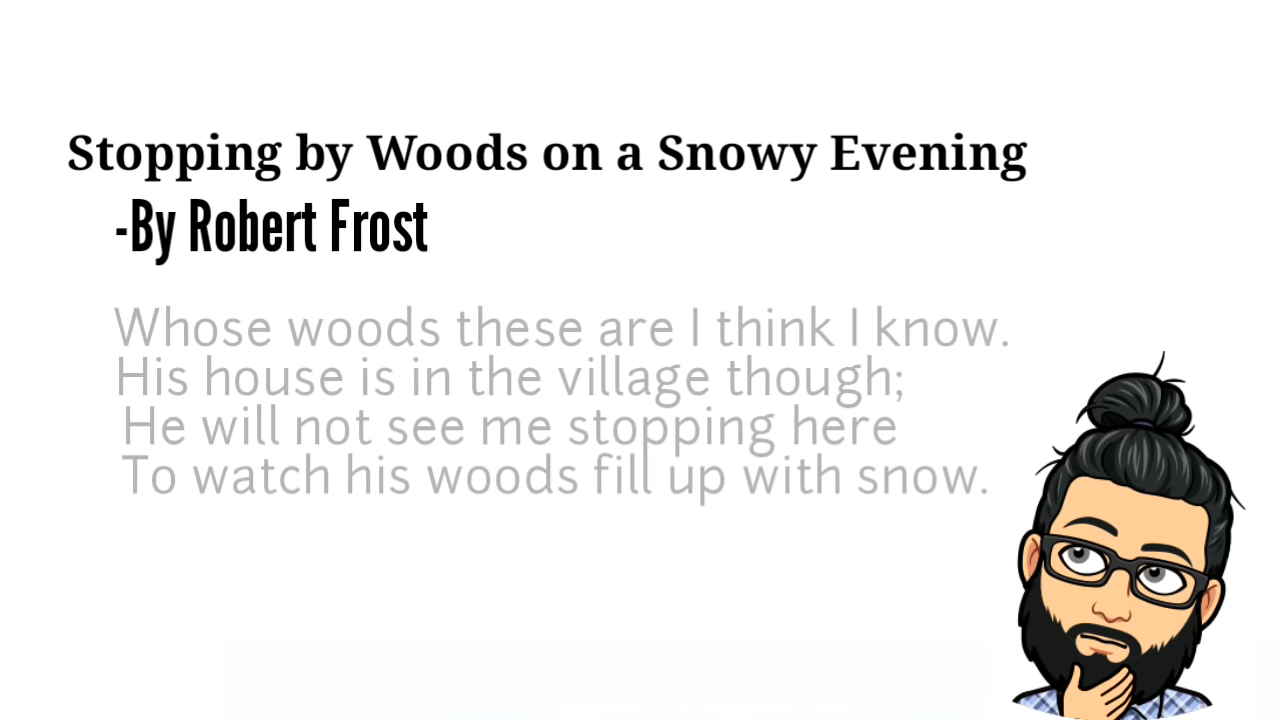 Stopping by Woods on a Snowy Evening
-By Robert Frost
Whose woods these are I think I know.
His house is in the village though;
He will not see me stopping here
To watch his woods fill up with snow.